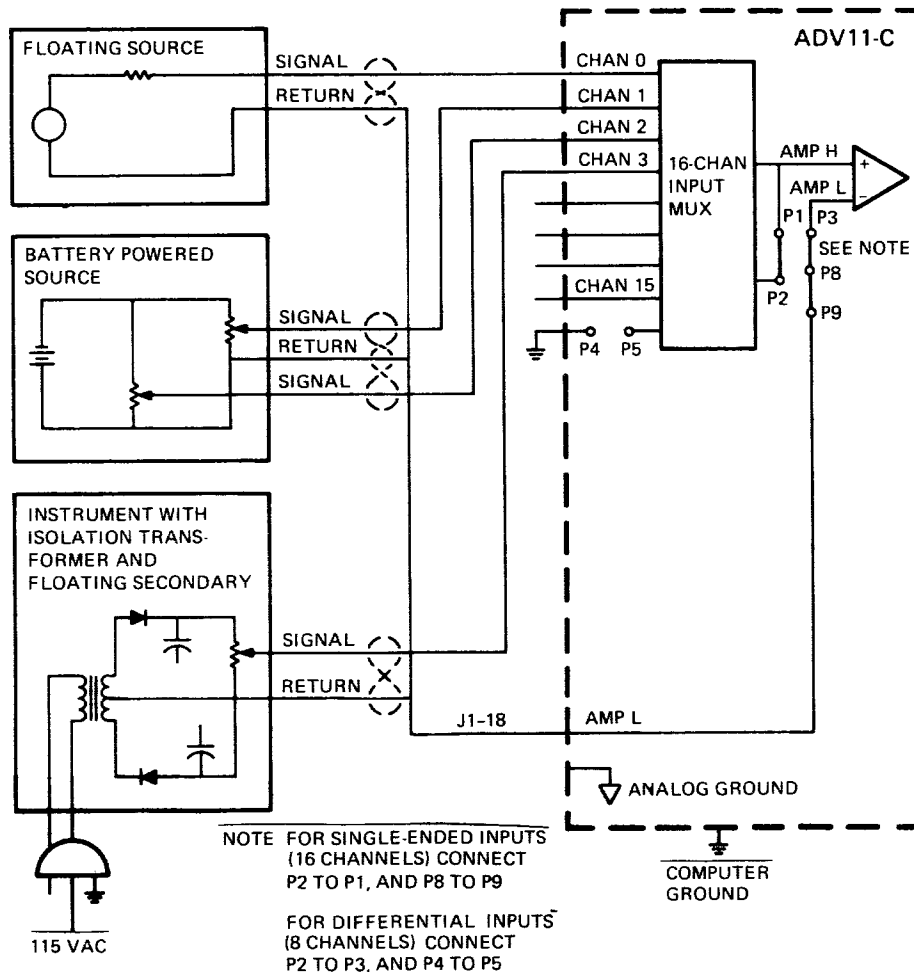 FLOATING SOURCE
SIGNAL
RETURN
BATTERY POWERED
SOURCE
SIGNAL
RETURN
SIGNAL
INSTRUMENT WITH
ISOLATION TRANS-
FORMER AND
FLOATING SECONDARY
SIGNAL
RETURN
115 VAC
ADV11-C
CHAN 0
CHAN 1
CHAN 2
CHAN 3
CHAN 15
P4
P5
16-CHAN
INPUT
MUX
AMP H
+
AMP L
-
P1
P3
SEE NOTE
P8
P2
P9
J1-18
AMP L
ANALOG GROUND
COMPUTER
GROUND
NOTE FOR SINGLE-ENDED INPUTS
(16 CHANNELS) CONNECT
P2 TO P1, AND P8 TO P9
FOR DIFFERENTIAL INPUTS
(8 CHANNELS) CONNECT
P2 TO P3, AND P4 TO P5